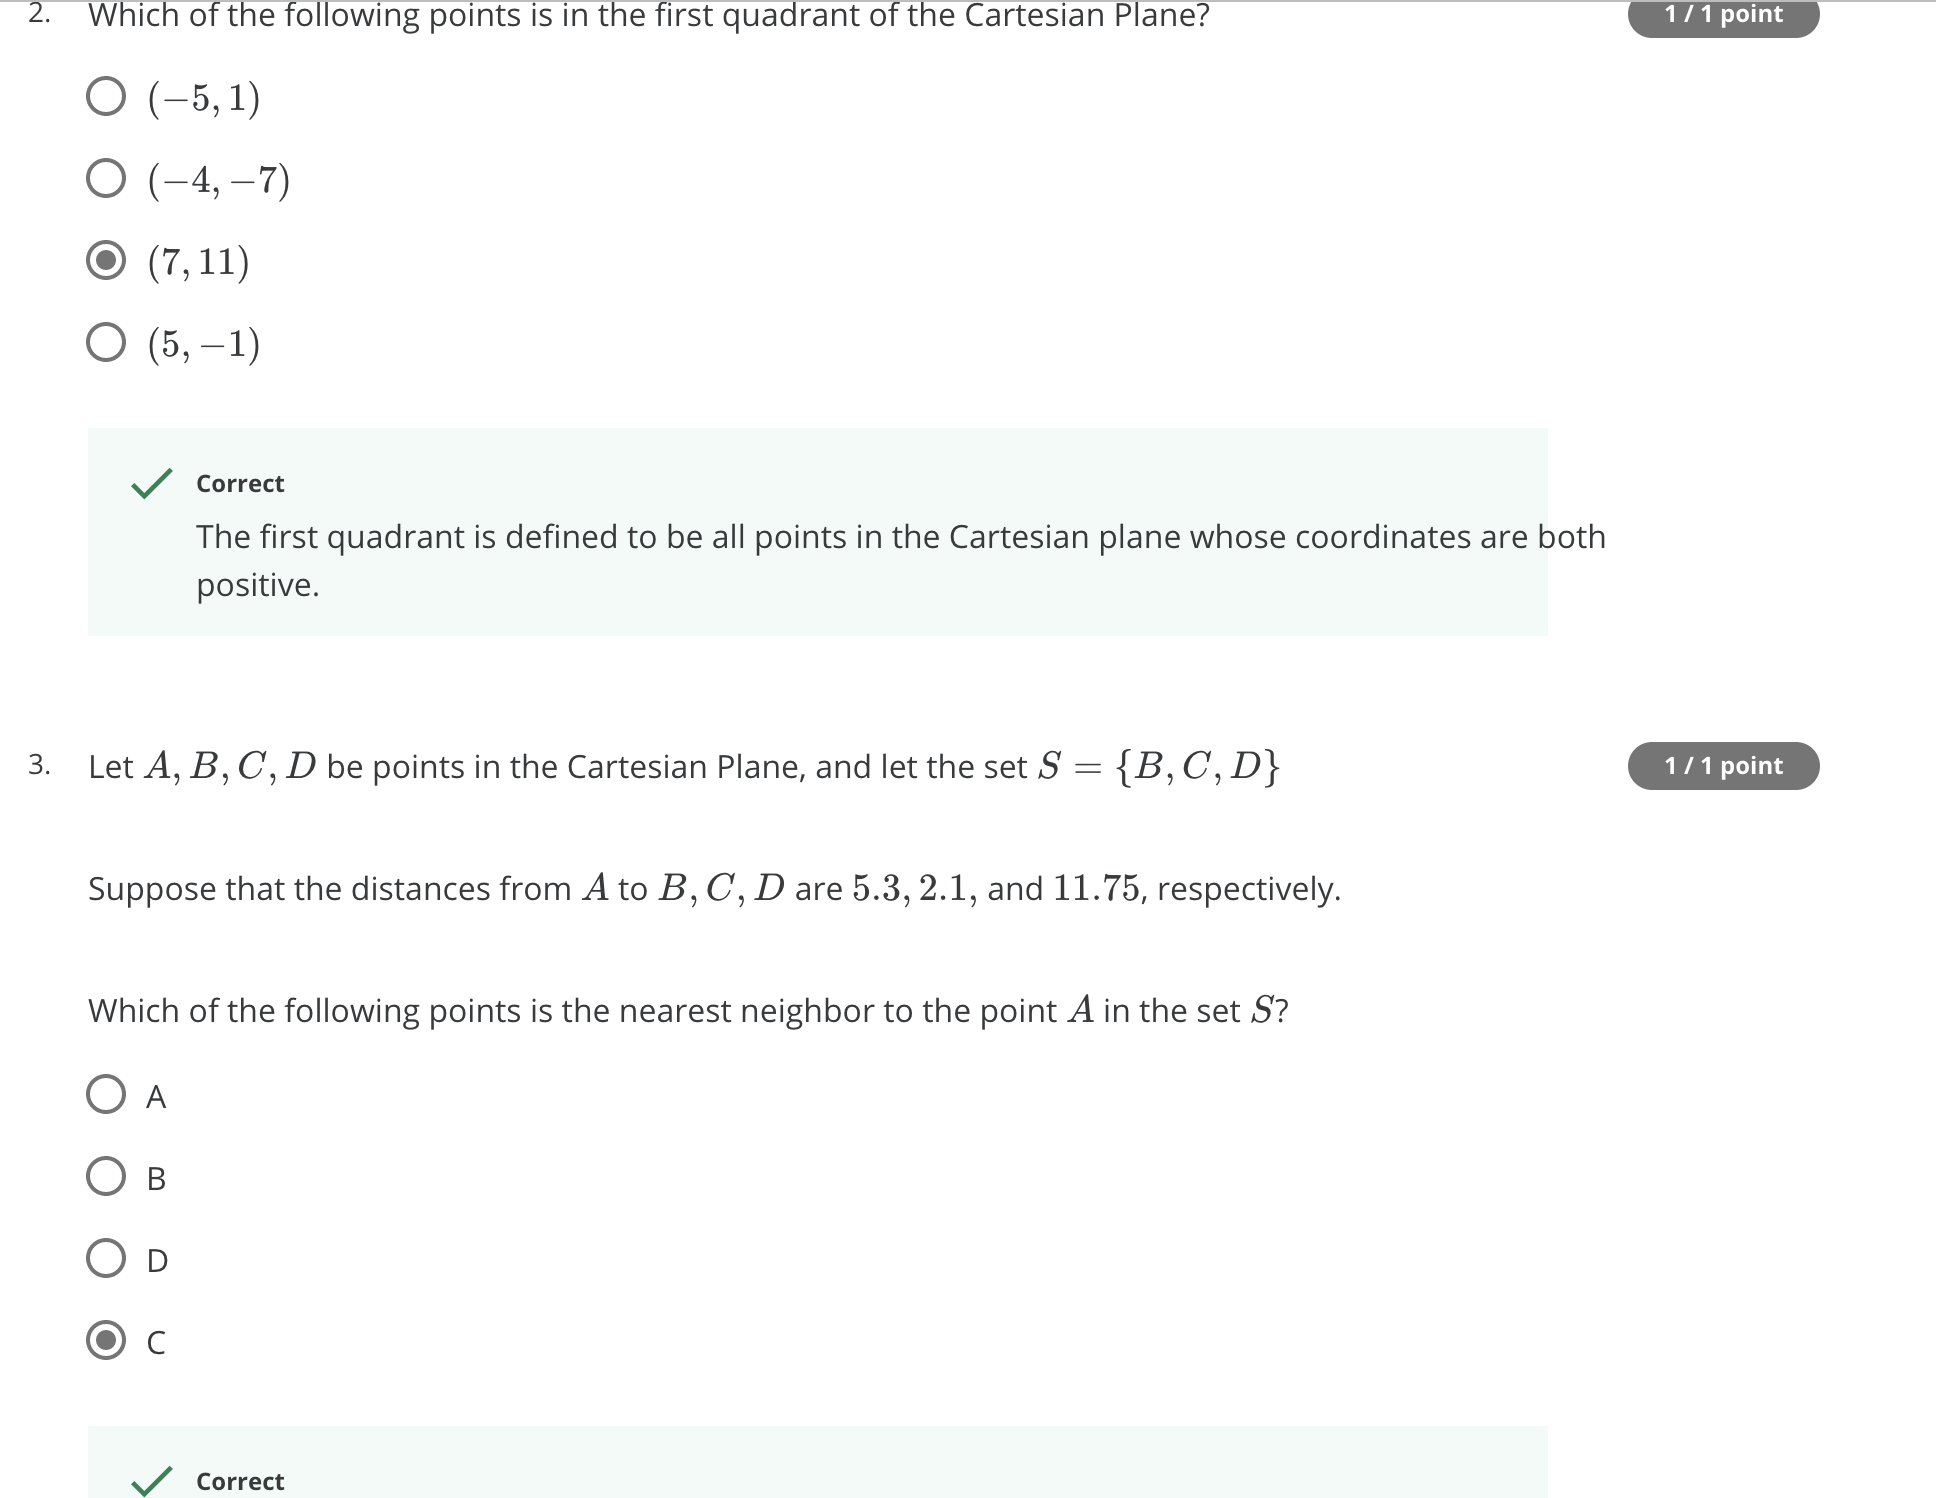 2. Which of the following points is in the first quadrant of the Cartesian Plane? 1 / 1 point
(−5, 1)
(−4, −7)
(7, 11)
(5, −1)
Correct
The first quadrant is defined to be all points in the Cartesian plane whose coordinates are both
positive.
3. Let A, B, C, D be points in the Cartesian Plane, and let the set S = {B, C, D} 1 / 1 point
Suppose that the distances from A to B, C, D are 5.3, 2.1, and 11.75, respectively.
Which of the following points is the nearest neighbor to the point A in the set S?
A
B
D
C
Correct